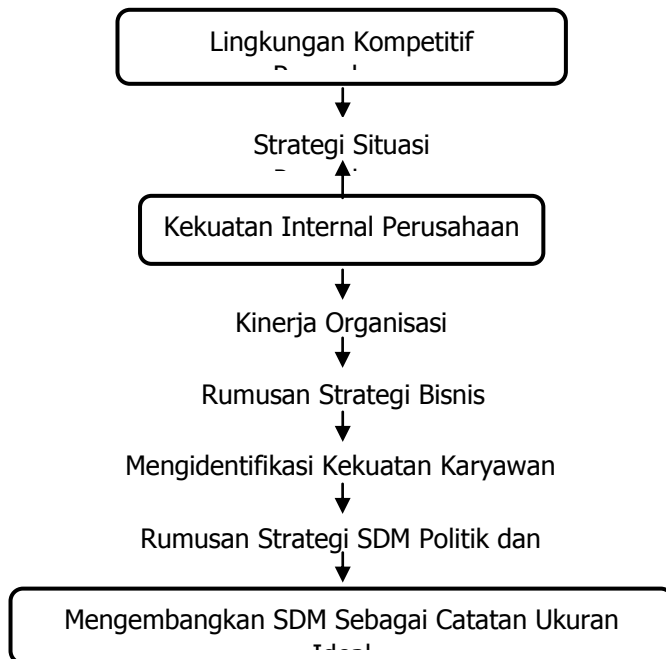 Lingkungan Kompetitif
Strategi Situasi
Kekuatan Internal Perusahaan
Kinerja Organisasi
Rumusan Strategi Bisnis
Mengidentifikasi Kekuatan Karyawan
Rumusan Strategi SDM Politik dan
Mengembangkan SDM Sebagai Catatan Ukuran